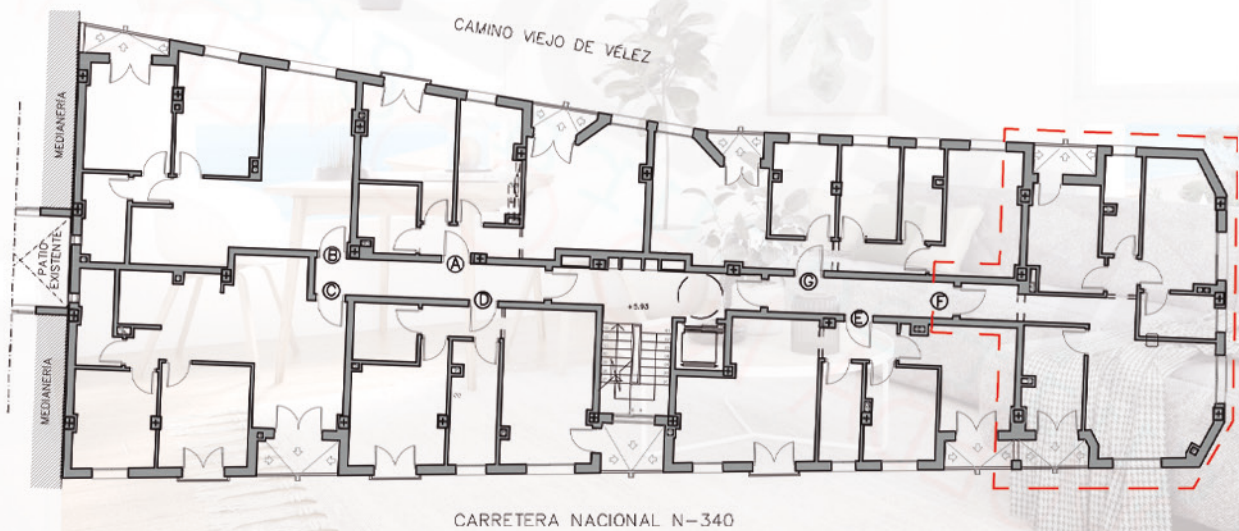 CAMINO VIEJO DE VÉLEZ
MEDIANERÍA
PATIO
EXISTENTE
MEDIANERÍA
B
A
C
D
G
F
E
+5.93
CARRETERA NACIONAL N-340